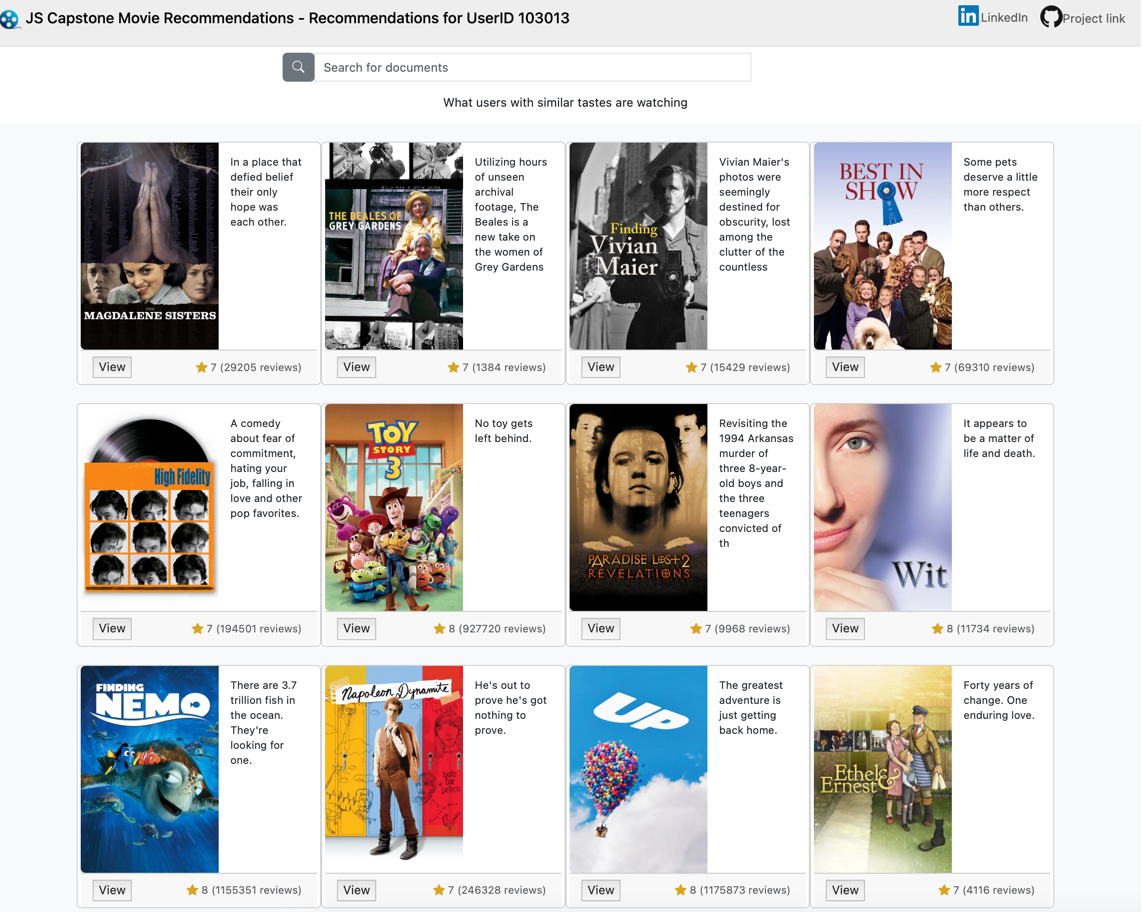 JS Capstone Movie Recommendations - Recommendations for UserID 103013
LinkedIn
Project link
Search for documents
What users with similar tastes are watching
MAGDALENE SISTERS
In a place that
defied belief
their only
hope was
each other.
View
7 (29205 reviews)
THE BEALES OF
GREY GARDENS
Utilizing hours
of unseen
archival
footage, The
Beales is a
new take on
the women of
Grey Gardens
View
7 (1384 reviews)
Finding
Vivian
Maier
Vivian Maier's
photos were
seemingly
destined for
obscurity, lost
among the
clutter of the
countless
View
7 (15429 reviews)
BEST IN
SHOW
Some pets
deserve a little
more respect
than others.
View
7 (69310 reviews)
High Fidelity
A comedy
about fear of
commitment,
hating your
job, falling in
love and other
pop favorites.
View
7 (194501 reviews)
TOY
STORY
3
No toy gets
left behind.
View
8 (927720 reviews)
PARADISE LOST 2
REVELATIONS
Revisiting the
1994 Arkansas
murder of
three 8-year-
old boys and
the three
teenagers
convicted of
th
View
7 (9968 reviews)
Wit
It appears to
be a matter of
life and death.
View
8 (11734 reviews)
FINDING
NEMO
There are 3.7
trillion fish in
the ocean.
They're
looking for
one.
View
8 (1155351 reviews)
Napoleon Dynamite
He's out to
prove he's got
nothing to
prove.
View
7 (246328 reviews)
UP
The greatest
adventure is
just getting
back home.
View
8 (1175873 reviews)
Ethel &
Ernest
Forty years of
change. One
enduring love.
View
7 (4116 reviews)